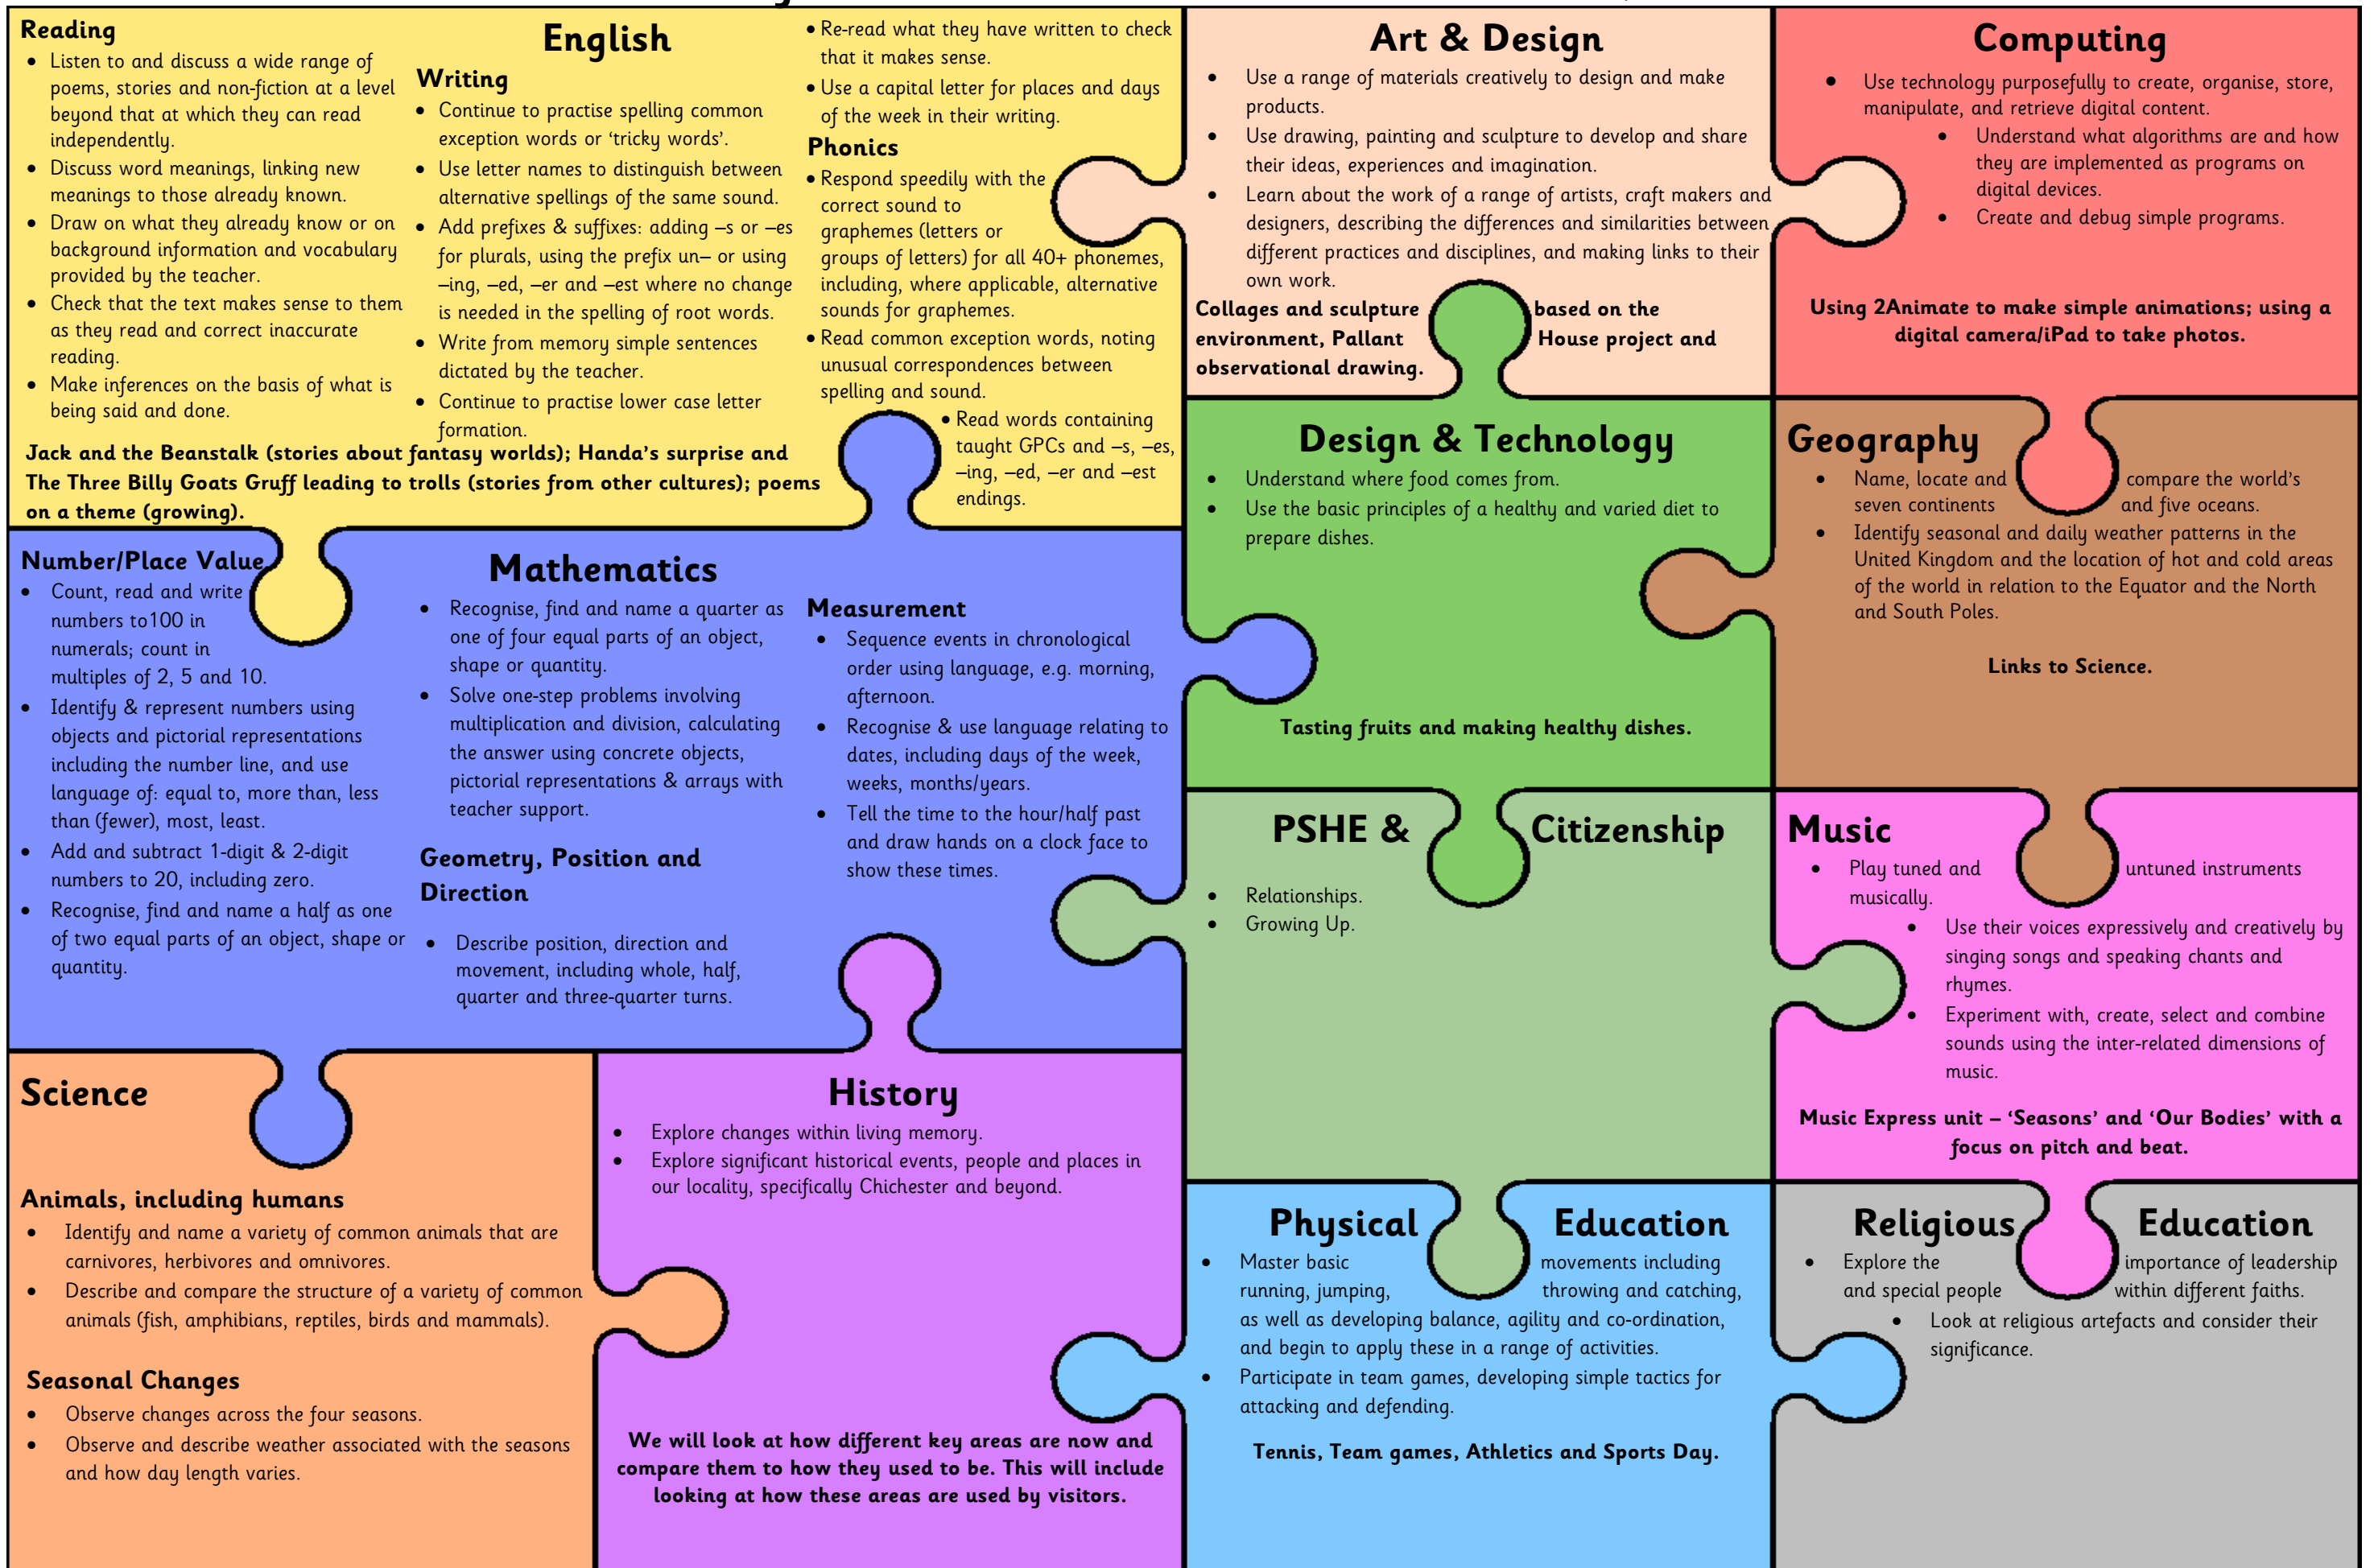 Reading
Listen to and discuss a wide range of
poems, stories and non-fiction at a level
beyond that at which they can read
independently.
Discuss word meanings, linking new
meanings to those already known.
Draw on what they already know or on
background information and vocabulary
provided by the teacher.
Check that the text makes sense to them
as they read and correct inaccurate
reading.
Make inferences on the basis of what is
being said and done.
English
Writing
Continue to practise spelling common
exception words or ‘tricky words’.
Use letter names to distinguish between
alternative spellings of the same sound.
Add prefixes & suffixes: adding –s or –es
for plurals, using the prefix un– or using
–ing, –ed, –er and –est where no change
is needed in the spelling of root words.
Write from memory simple sentences
dictated by the teacher.
Continue to practise lower case letter
formation.
Re-read what they have written to check
that it makes sense.
Use a capital letter for places and days
of the week in their writing.
Phonics
Respond speedily with the
correct sound to
graphemes (letters or
groups of letters) for all 40+ phonemes,
including, where applicable, alternative
sounds for graphemes.
Read common exception words, noting
unusual correspondences between
spelling and sound.
Read words containing
taught GPCs and –s, –es,
–ing, –ed, –er and –est
endings.
Jack and the Beanstalk (stories about fantasy worlds); Handa’s surprise and
The Three Billy Goats Gruff leading to trolls (stories from other cultures); poems
on a theme (growing).
Art & Design
Use a range of materials creatively to design and make
products.
Use drawing, painting and sculpture to develop and share
their ideas, experiences and imagination.
Learn about the work of a range of artists, craft makers and
designers, describing the differences and similarities between
different practices and disciplines, and making links to their
own work.
Collages and sculpture based on the
environment, Pallant House project and
observational drawing.
Computing
Use technology purposefully to create, organise, store,
manipulate, and retrieve digital content.
Understand what algorithms are and how
they are implemented as programs on
digital devices.
Create and debug simple programs.
Using 2Animate to make simple animations; using a
digital camera/iPad to take photos.
Design & Technology
Understand where food comes from.
Use the basic principles of a healthy and varied diet to
prepare dishes.
Tasting fruits and making healthy dishes.
Geography
Name, locate and compare the world’s
seven continents and five oceans.
Identify seasonal and daily weather patterns in the
United Kingdom and the location of hot and cold areas
of the world in relation to the Equator and the North
and South Poles.
Links to Science.
Number/Place Value
Count, read and write
numbers to100 in
numerals; count in
multiples of 2, 5 and 10.
Identify & represent numbers using
objects and pictorial representations
including the number line, and use
language of: equal to, more than, less
than (fewer), most, least.
Add and subtract 1-digit & 2-digit
numbers to 20, including zero.
Recognise, find and name a half as one
of two equal parts of an object, shape or
quantity.
Mathematics
Recognise, find and name a quarter as
one of four equal parts of an object,
shape or quantity.
Solve one-step problems involving
multiplication and division, calculating
the answer using concrete objects,
pictorial representations & arrays with
teacher support.
Geometry, Position and
Direction
Describe position, direction and
movement, including whole, half,
quarter and three-quarter turns.
Measurement
Sequence events in chronological
order using language, e.g. morning,
afternoon.
Recognise & use language relating to
dates, including days of the week,
weeks, months/years.
Tell the time to the hour/half past
and draw hands on a clock face to
show these times.
PSHE & Citizenship
Relationships.
Growing Up.
Music
Play tuned and untuned instruments
musically.
Use their voices expressively and creatively by
singing songs and speaking chants and
rhymes.
Experiment with, create, select and combine
sounds using the inter-related dimensions of
music.
Music Express unit – ‘Seasons’ and ‘Our Bodies’ with a
focus on pitch and beat.
Science
Animals, including humans
Identify and name a variety of common animals that are
carnivores, herbivores and omnivores.
Describe and compare the structure of a variety of common
animals (fish, amphibians, reptiles, birds and mammals).
Seasonal Changes
Observe changes across the four seasons.
Observe and describe weather associated with the seasons
and how day length varies.
History
Explore changes within living memory.
Explore significant historical events, people and places in
our locality, specifically Chichester and beyond.
We will look at how different key areas are now and
compare them to how they used to be. This will include
looking at how these areas are used by visitors.
Physical Education
Master basic movements including
running, jumping, throwing and catching,
as well as developing balance, agility and co-ordination,
and begin to apply these in a range of activities.
Participate in team games, developing simple tactics for
attacking and defending.
Tennis, Team games, Athletics and Sports Day.
Religious Education
Explore the importance of leadership
and special people within different faiths.
Look at religious artefacts and consider their
significance.